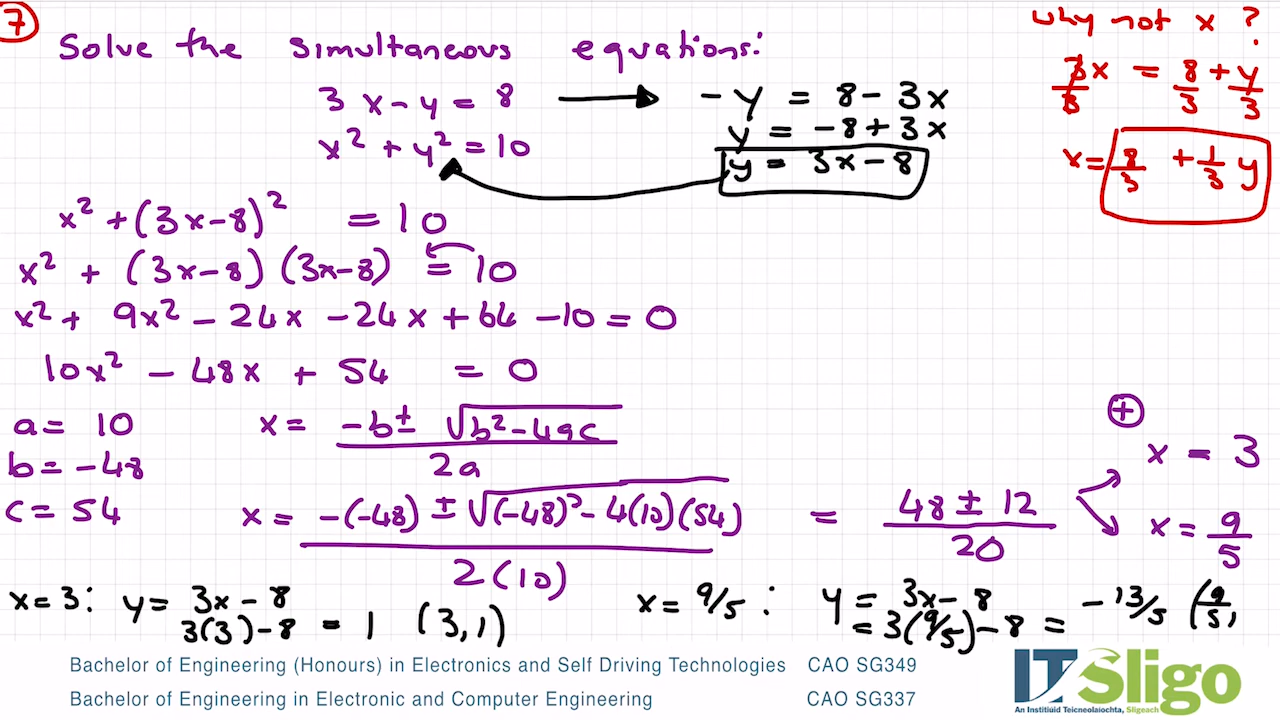 7
Solve the simultaneous equations:
3x - y = 8
x² + y² = 10
-y = 8 - 3x
y = -8 + 3x
y = 3x - 8
why not x ?
3x/3 = 8/3 + y/3
x = 8/3 + 1/3 y
x² + (3x-8)² = 10
x² + (3x-8)(3x-8) = 10
x² + 9x² - 24x - 24x + 64 - 10 = 0
10x² - 48x + 54 = 0
a = 10
b = -48
c = 54
x = (-b ± √(b² - 4ac)) / 2a
x = (-(-48) ± √((-48)² - 4(10)(54))) / 2(10) = (48 ± 12) / 20
+
x = 3
x = 9/5
x = 3: y = 3x - 8
3(3) - 8 = 1 (3,1)
x = 9/5 : y = 3x - 8
= 3(9/5) - 8 = -13/5 (9/5,
Bachelor of Engineering (Honours) in Electronics and Self Driving Technologies CAO SG349
Bachelor of Engineering in Electronic and Computer Engineering CAO SG337
IT Sligo
An Institiúid Teicneolaíochta, Sligeach